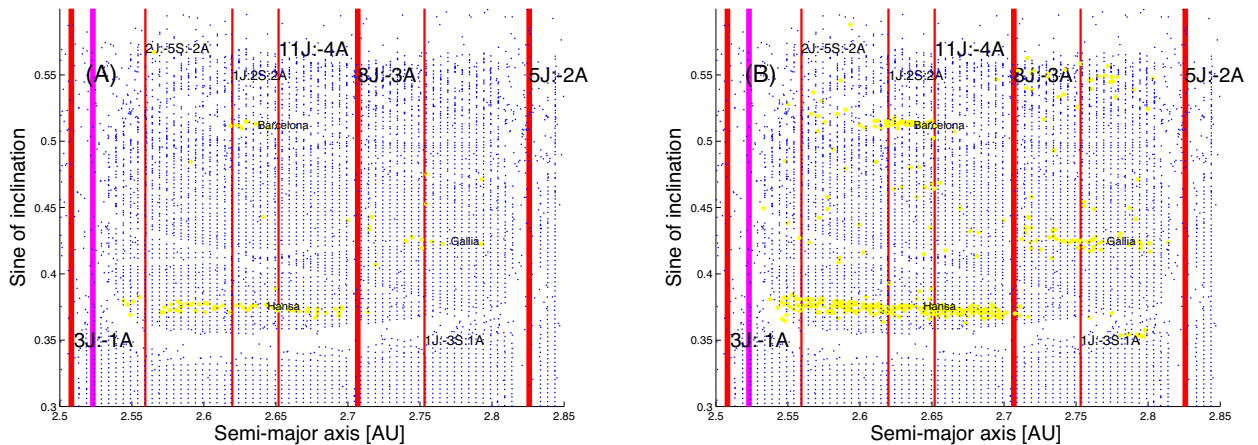 (A)
2J:-5S:-2A
11J:-4A
1J:2S:2A
8J:-3A
5J:-2A
Barcelona
Gallia
Hansa
3J:-1A
1J:-3S:1A
0.55
0.5
0.45
0.4
0.35
0.3
2.5
2.55
2.6
2.65
2.7
2.75
2.8
2.85
Sine of inclination
Semi-major axis [AU]
(B)
2J:-5S:-2A
11J:-4A
1J:2S:2A
8J:-3A
5J:-2A
Barcelona
Gallia
Hansa
3J:-1A
1J:-3S:1A
0.55
0.5
0.45
0.4
0.35
0.3
2.5
2.55
2.6
2.65
2.7
2.75
2.8
2.85
Sine of inclination
Semi-major axis [AU]